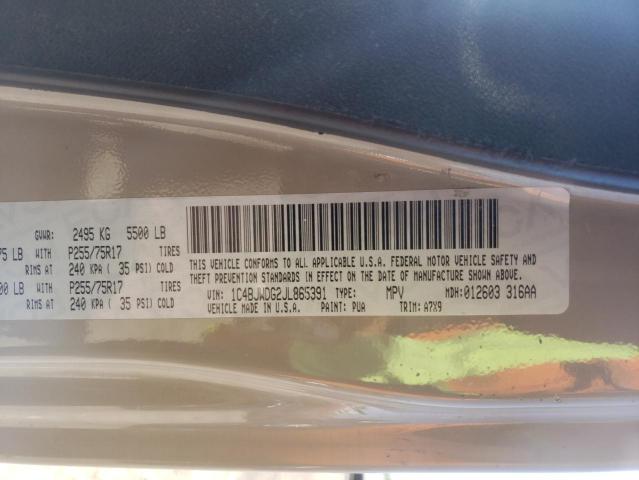 GVWR: 2495 KG 5500 LB
75 LB WITH P255/75R17 TIRES
RIMS AT 240 KPA ( 35 PSI) COLD
00 LB WITH P255/75R17 TIRES
RIMS AT 240 KPA ( 35 PSI) COLD
THIS VEHICLE CONFORMS TO ALL APPLICABLE U.S.A. FEDERAL MOTOR VEHICLE SAFETY AND
THEFT PREVENTION STANDARDS IN EFFECT ON THE DATE OF MANUFACTURE SHOWN ABOVE.
VIN: 1C4BJWDG2JL865391 TYPE: MPV MDH: 012603 316AA
VEHICLE MADE IN U.S.A. PAINT: PUA TRIM: A7X9